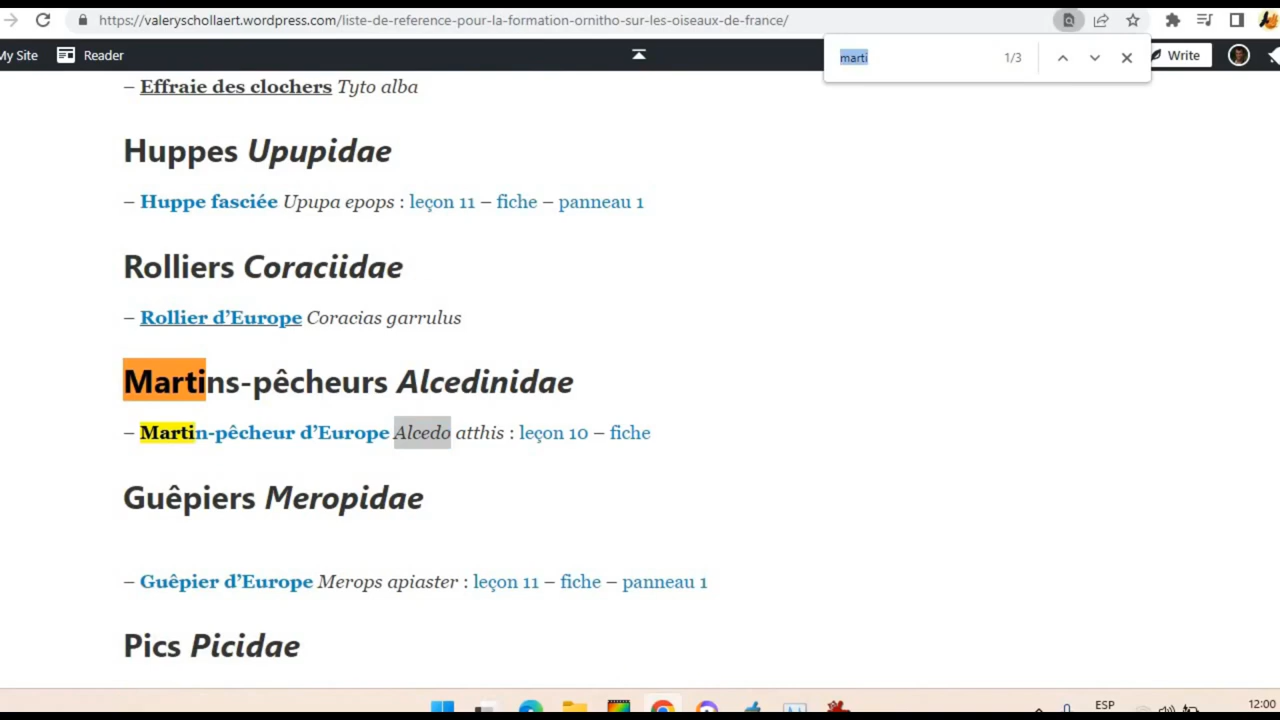 https://valeryschollaert.wordpress.com/liste-de-reference-pour-la-formation-ornitho-sur-les-oiseaux-de-france/
My Site Reader
marti 1/3
Write
– Effraie des clochers Tyto alba
Huppes Upupidae
– Huppe fasciée Upupa epops : leçon 11 – fiche – panneau 1
Rolliers Coraciidae
– Rollier d’Europe Coracias garrulus
Martins-pêcheurs Alcedinidae
– Martin-pêcheur d’Europe Alcedo atthis : leçon 10 – fiche
Guêpiers Meropidae
– Guêpier d’Europe Merops apiaster : leçon 11 – fiche – panneau 1
Pics Picidae
ESP
12:00